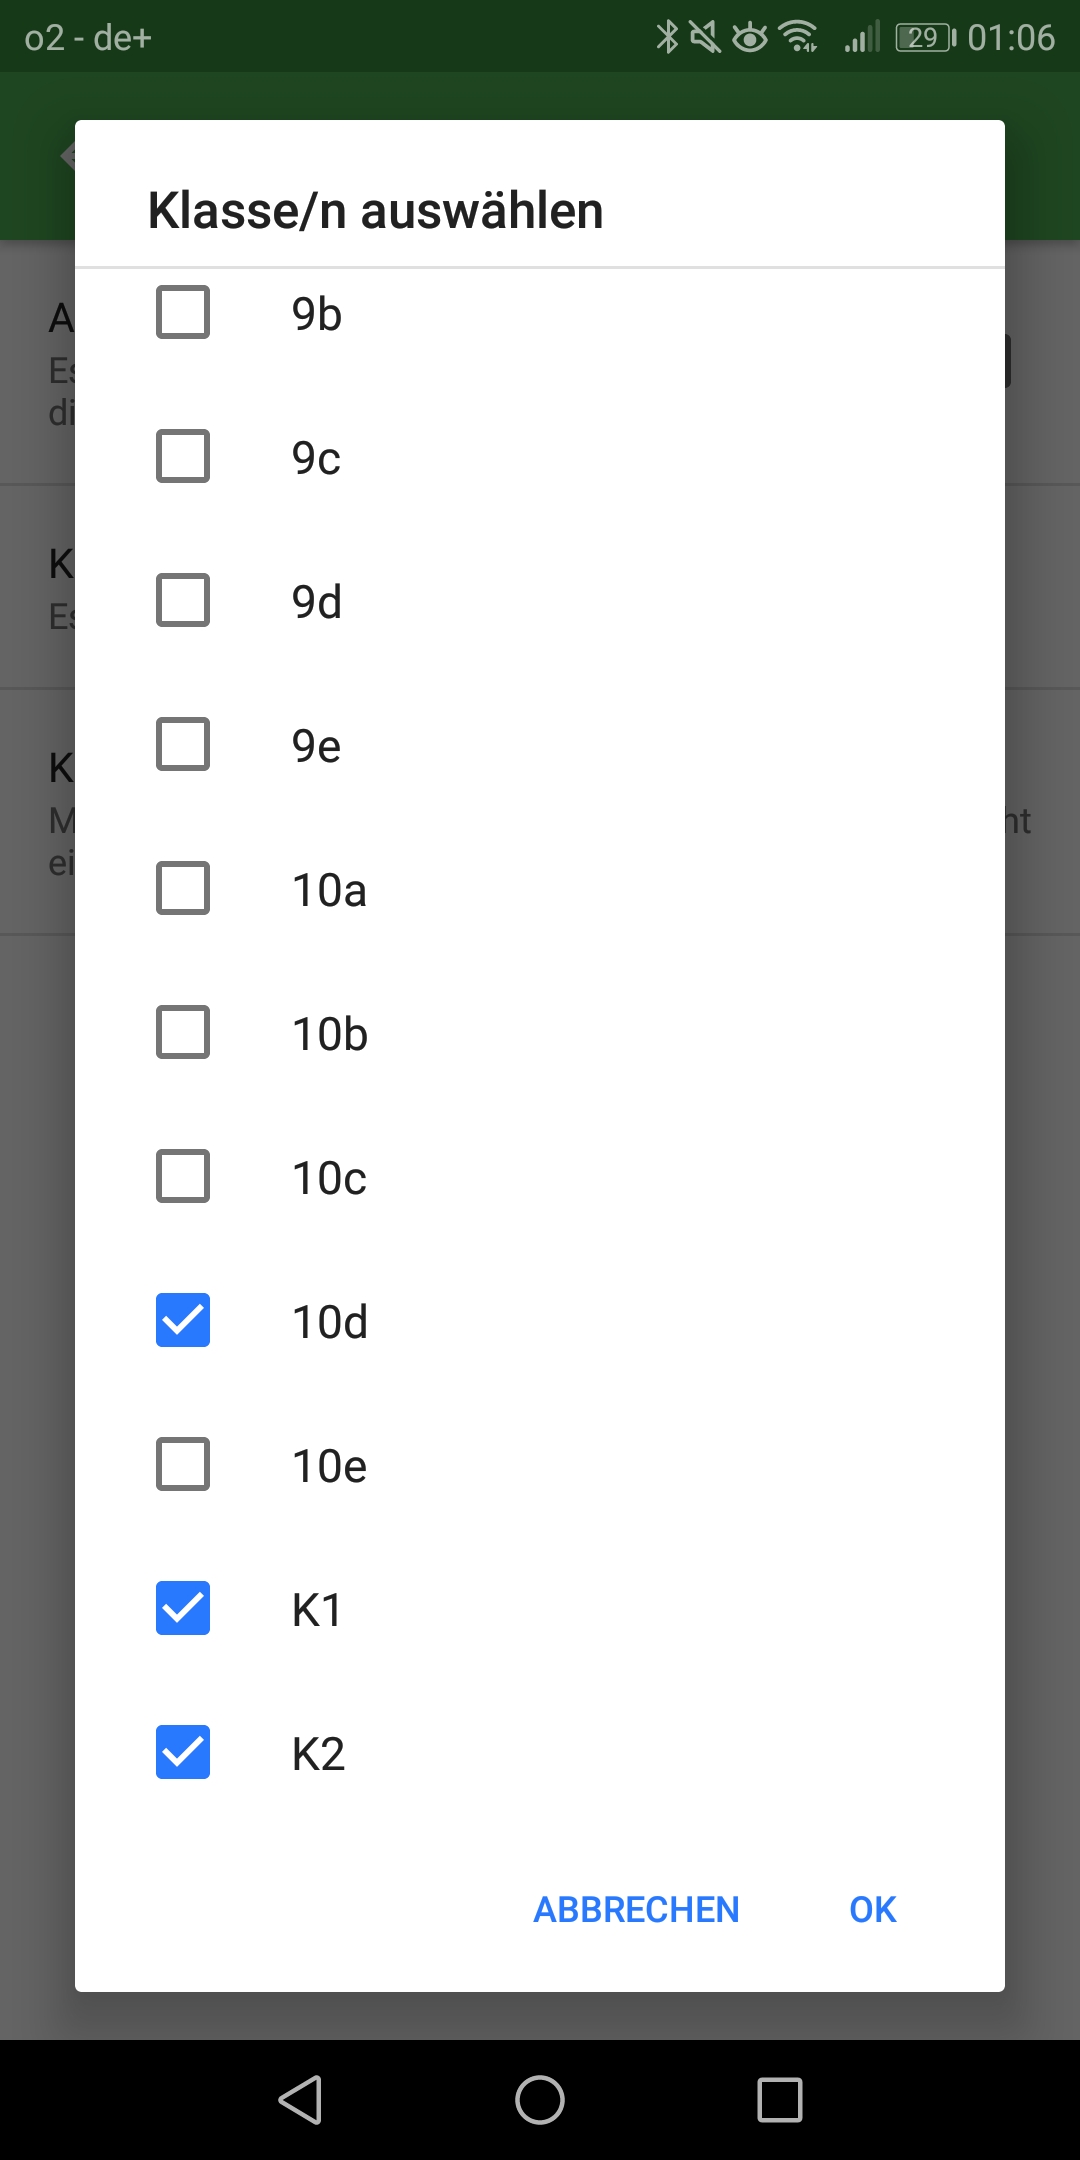 o2 - de+ 29 01:06
Klasse/n auswählen
9b
9c
9d
9e
10a
10b
10c
10d
10e
K1
K2
ABBRECHEN OK